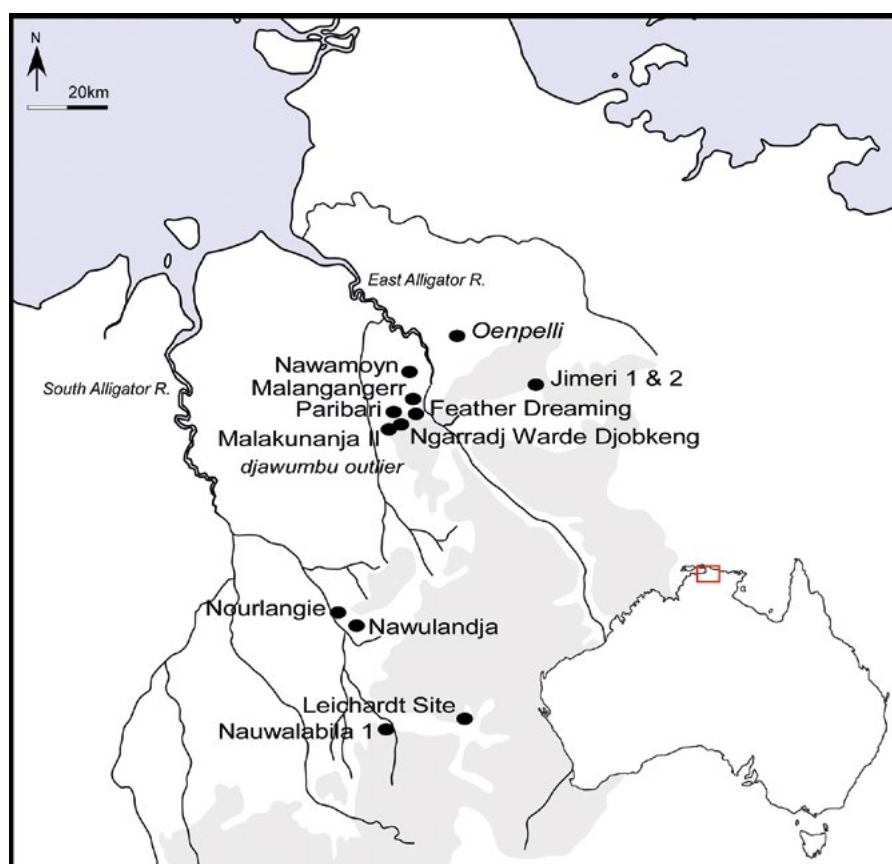 N
20km
East Alligator R.
Oenpelli
Nawamoyn
South Alligator R.
Jimeri 1 & 2
Malangangerr
Paribari
Feather Dreaming
Malakunanja II
Ngarradj Warde Djobkeng
djawumbu outlier
Nourlangie
Nawulandja
Leichardt Site
Nauwalabila 1